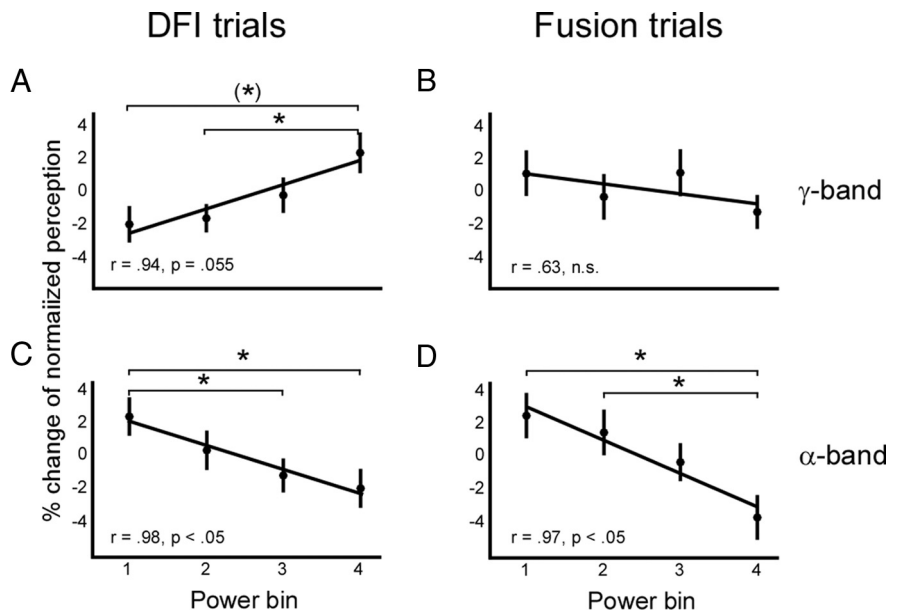 DFI trials
Fusion trials
A
B
(*)
*
4
2
0
-2
-4
r = .94, p = .055
4
2
0
-2
-4
r = .63, n.s.
γ-band
% change of normaiized perception
C
D
*
*
4
2
0
-2
-4
r = .98, p < .05
1 2 3 4
Power bin
*
*
4
2
0
-2
-4
r = .97, p < .05
1 2 3 4
Power bin
α-band